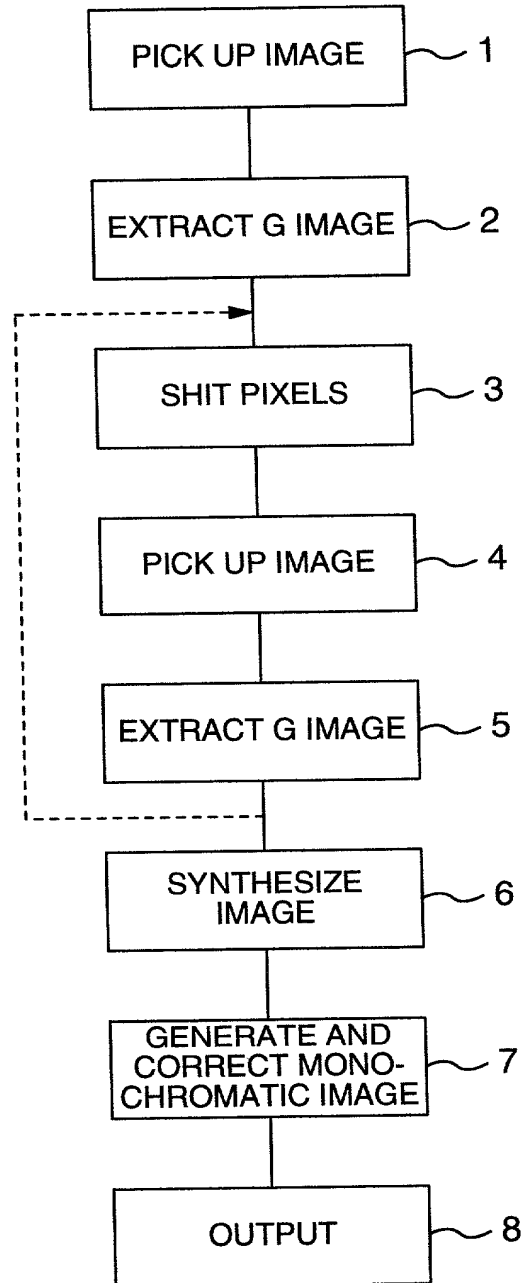 PICK UP IMAGE 1
EXTRACT G IMAGE 2
SHIT PIXELS 3
PICK UP IMAGE 4
EXTRACT G IMAGE 5
SYNTHESIZE
IMAGE 6
GENERATE AND
CORRECT MONO- 7
CHROMATIC IMAGE
OUTPUT 8